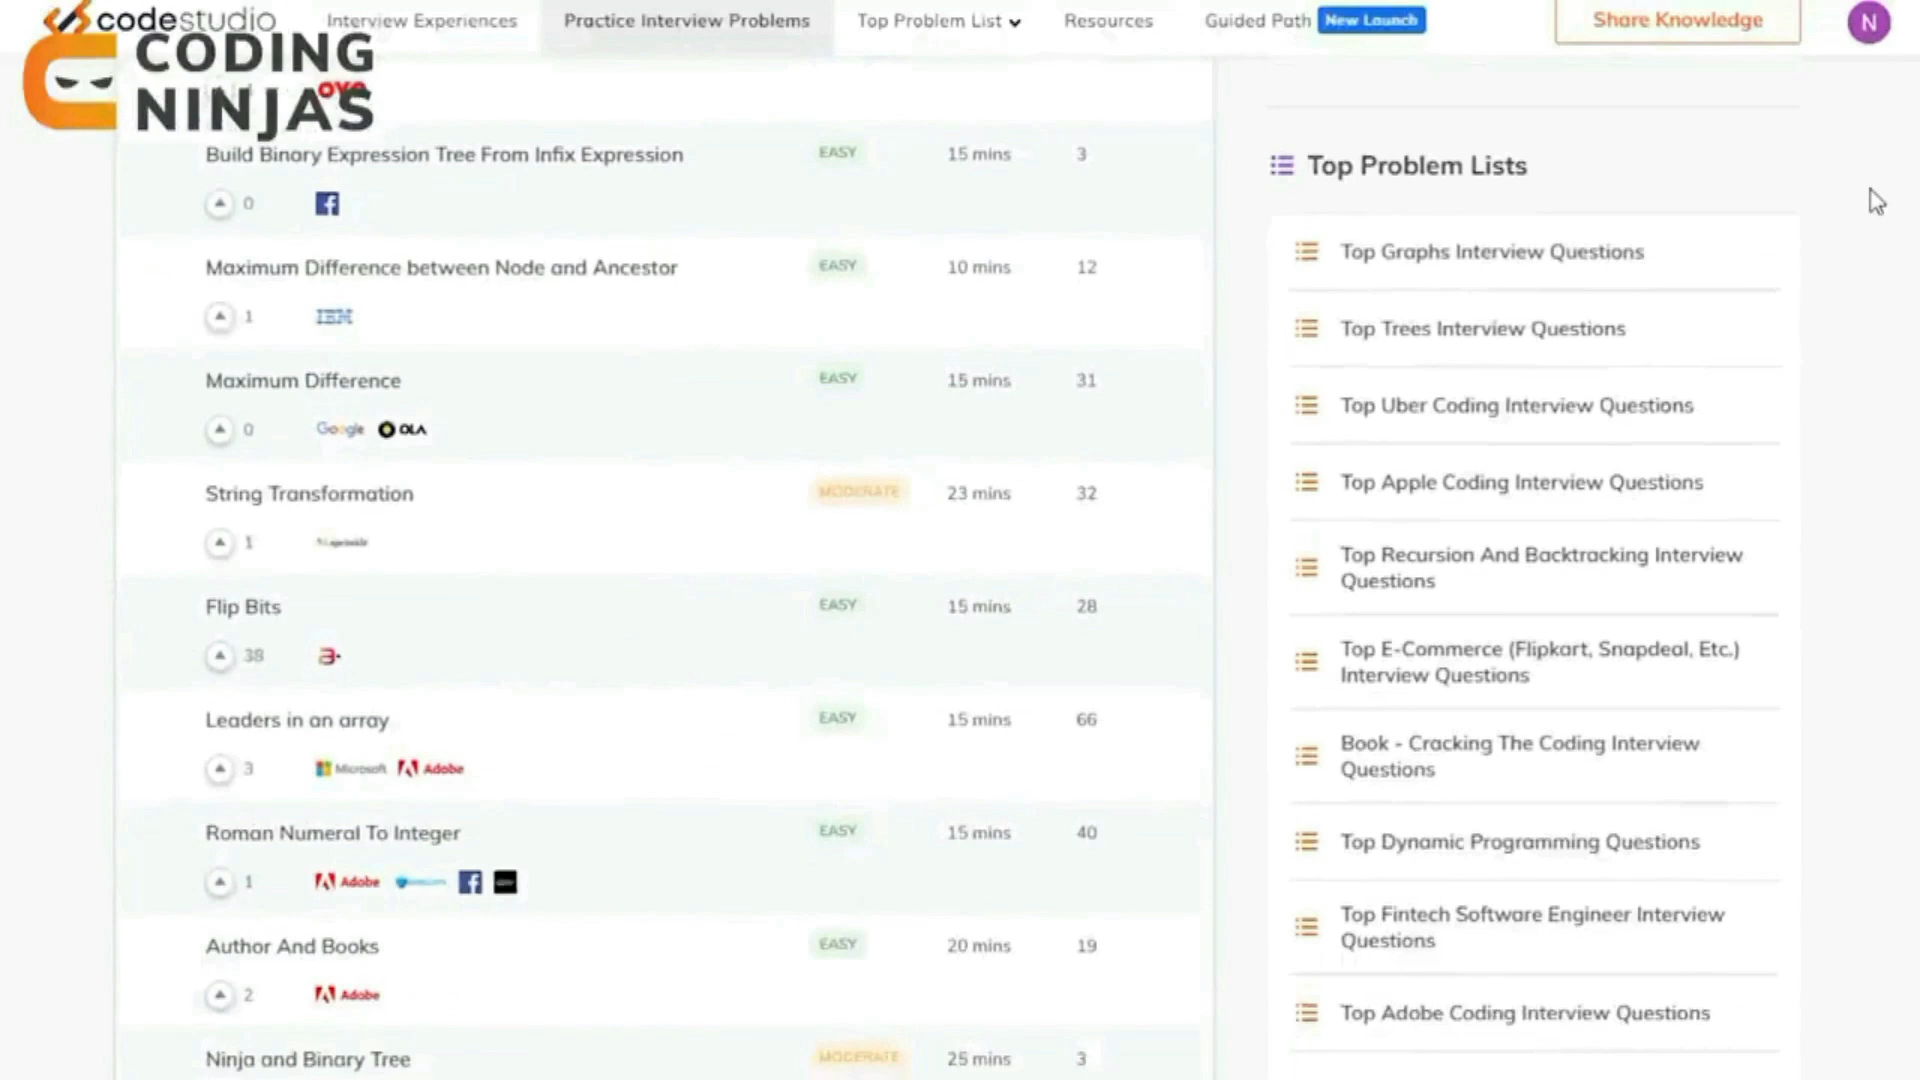 codestudio
Interview Experiences
Practice Interview Problems
Top Problem List
Resources
Guided Path
New Launch
Share Knowledge
N
CODING
NINJAS
Build Binary Expression Tree From Infix Expression
EASY
15 mins
3
0
Maximum Difference between Node and Ancestor
EASY
10 mins
12
1
IBM
Maximum Difference
EASY
15 mins
31
0
Google
OLA
String Transformation
MODERATE
23 mins
32
1
Flip Bits
EASY
15 mins
28
38
Leaders in an array
EASY
15 mins
66
3
Microsoft
Adobe
Roman Numeral To Integer
EASY
15 mins
40
1
Adobe
Author And Books
EASY
20 mins
19
2
Adobe
Ninja and Binary Tree
MODERATE
25 mins
3
Top Problem Lists
Top Graphs Interview Questions
Top Trees Interview Questions
Top Uber Coding Interview Questions
Top Apple Coding Interview Questions
Top Recursion And Backtracking Interview
Questions
Top E-Commerce (Flipkart, Snapdeal, Etc.)
Interview Questions
Book - Cracking The Coding Interview
Questions
Top Dynamic Programming Questions
Top Fintech Software Engineer Interview
Questions
Top Adobe Coding Interview Questions